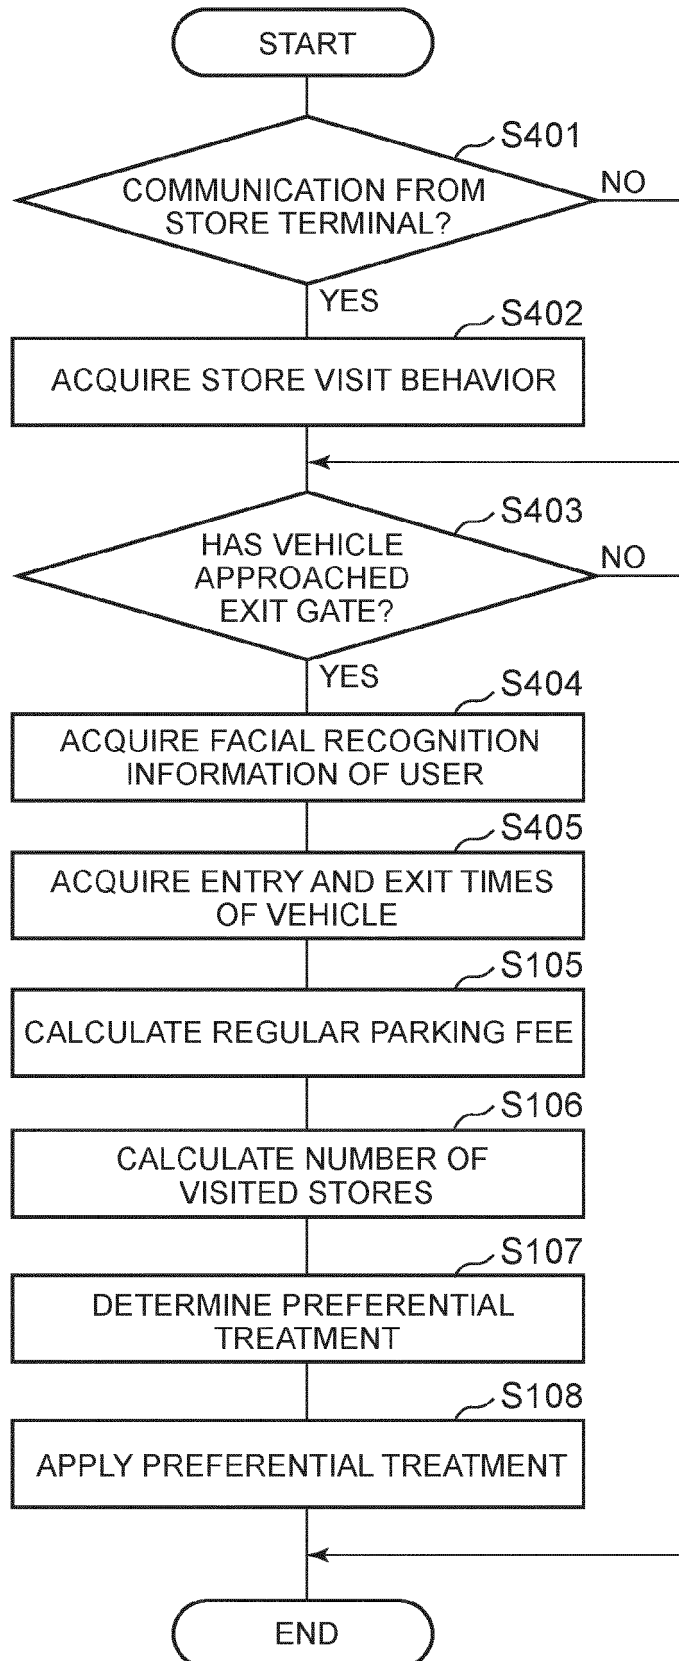 START
S401
COMMUNICATION FROM
STORE TERMINAL?
NO
YES
S402
ACQUIRE STORE VISIT BEHAVIOR
S403
HAS VEHICLE
APPROACHED
EXIT GATE?
NO
YES
S404
ACQUIRE FACIAL RECOGNITION
INFORMATION OF USER
S405
ACQUIRE ENTRY AND EXIT TIMES
OF VEHICLE
S105
CALCULATE REGULAR PARKING FEE
S106
CALCULATE NUMBER OF
VISITED STORES
S107
DETERMINE PREFERENTIAL
TREATMENT
S108
APPLY PREFERENTIAL TREATMENT
END